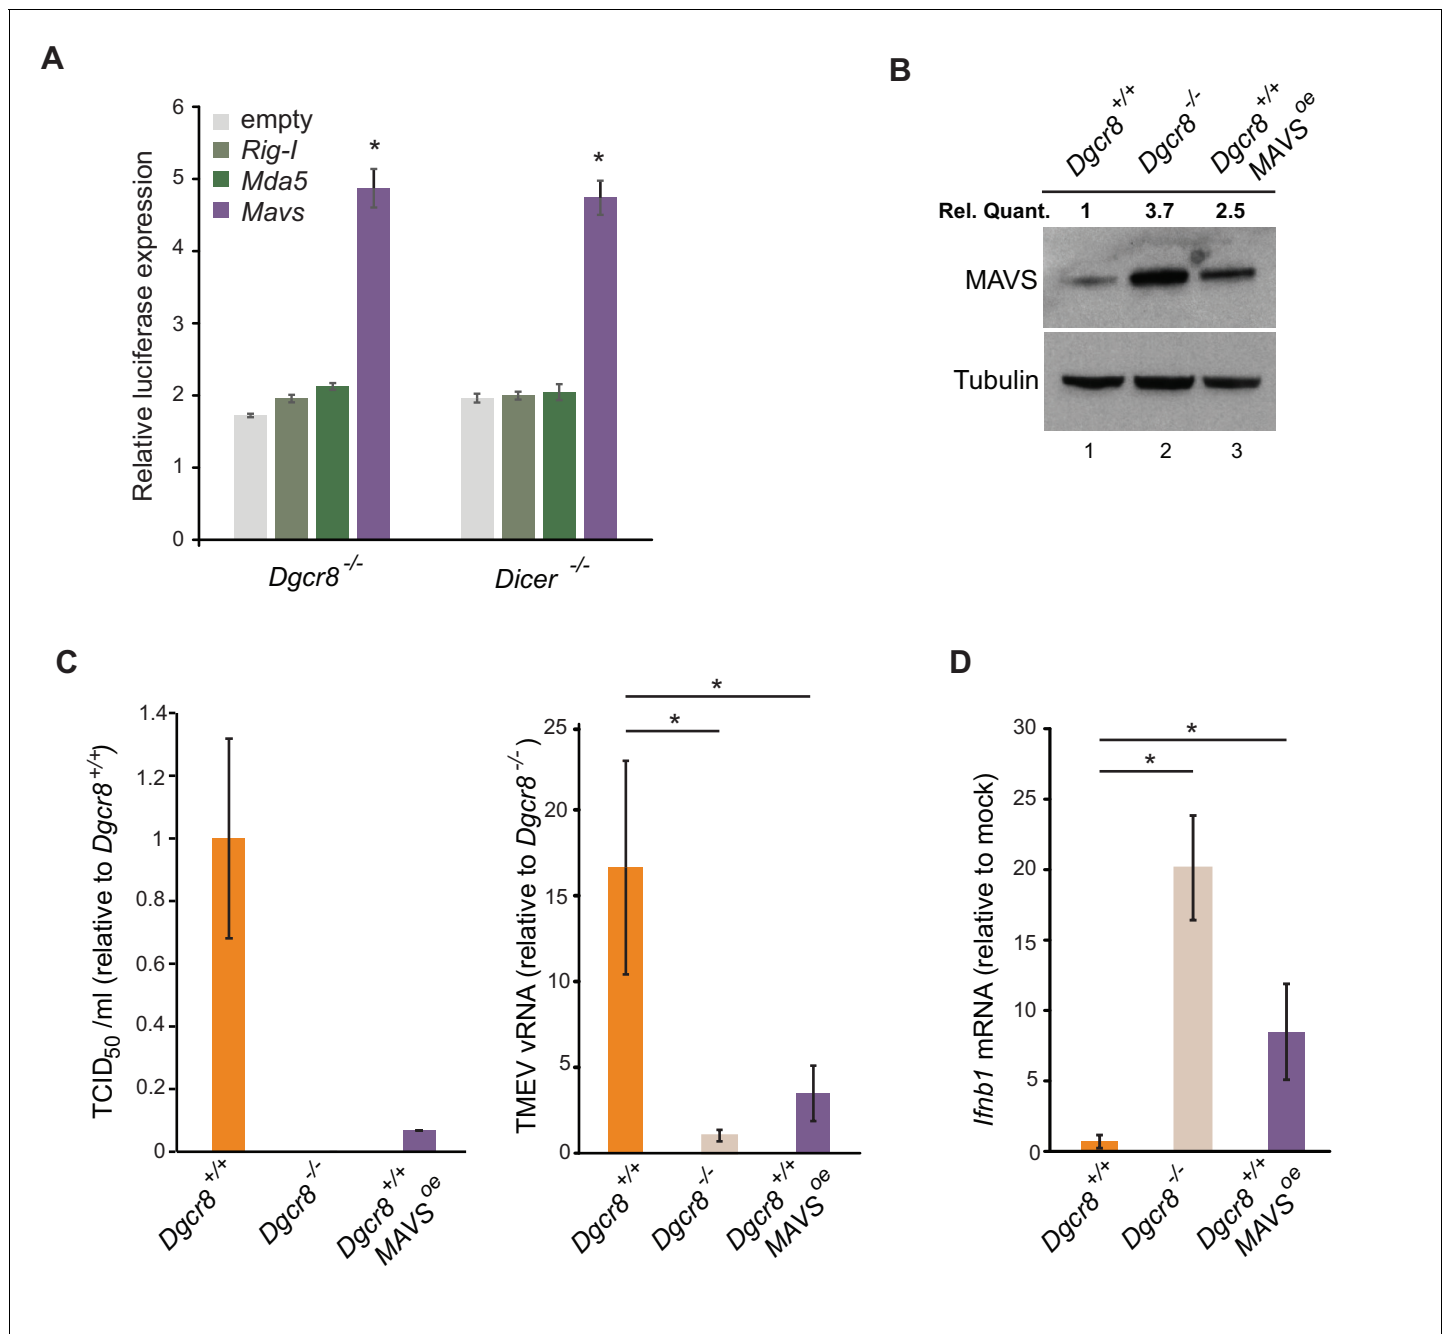 A
Relative luciferase expression
6
5
4
3
2
1
0
empty
Rig-I
Mda5
Mavs
*
*
Dgcr8 -/-
Dicer -/-
B
Dgcr8 +/+
Dgcr8 -/-
Dgcr8 +/+
MAVS oe
Rel. Quant. 1 3.7 2.5
MAVS
Tubulin
1 2 3
C
TCID50 /ml (relative to Dgcr8+/+)
1.4
1.2
1
0.8
0.6
0.4
0.2
0
Dgcr8 +/+
Dgcr8 -/-
Dgcr8 +/+
MAVS oe
TMEV vRNA (relative to Dgcr8-/- )
25
20
15
10
5
0
*
*
Dgcr8 +/+
Dgcr8 -/-
Dgcr8 +/+
MAVS oe
D
Ifnb1 mRNA (relative to mock)
30
25
20
15
10
5
0
*
*
Dgcr8 +/+
Dgcr8 -/-
Dgcr8 +/+
MAVS oe